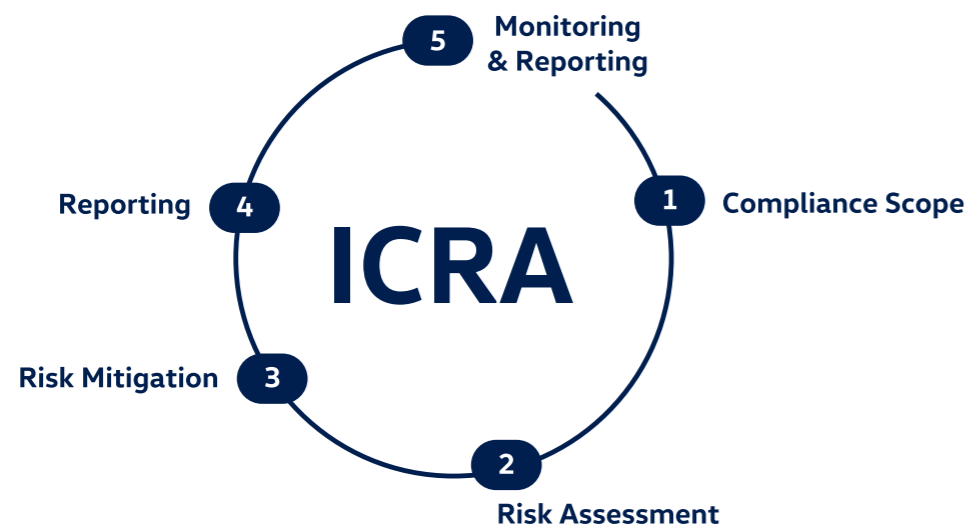 5
Monitoring
& Reporting
1
Compliance Scope
Reporting
4
ICRA
Risk Mitigation
3
2
Risk Assessment